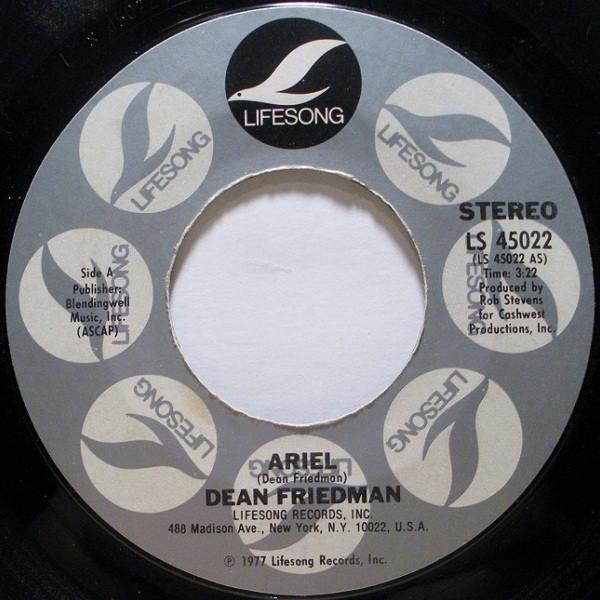 LIFESONG
LIFESONG
LIFESONG
STEREO
LS 45022
(LS 45022 AS)
Time: 3:22
Produced by
Rob Stevens
for Cashwest
Productions, Inc.
LIFESONG
Side A
Publisher:
Blendingwell
Music, Inc.
(ASCAP)
LIFESONG
LIFESONG
LIFESONG
LIFESONG
ARIEL
(Dean Friedman)
DEAN FRIEDMAN
LIFESONG RECORDS, INC.
488 Madison Ave., New York, N.Y. 10022, U.S.A.
℗ 1977 Lifesong Records, Inc.